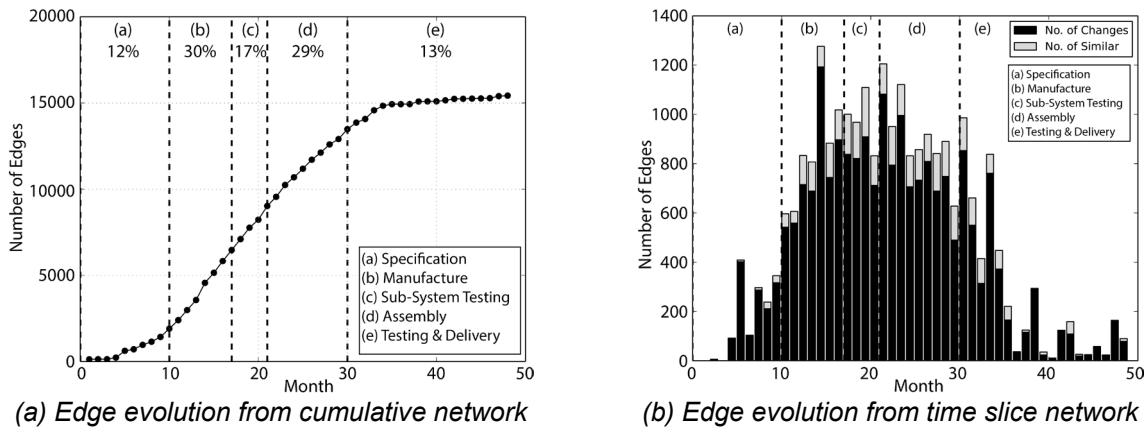 (a) (b) (c) (d) (e)
12% 30% 17% 29% 13%
20000
15000
10000
5000
0
Number of Edges
(a) Specification
(b) Manufacture
(c) Sub-System Testing
(d) Assembly
(e) Testing & Delivery
0 10 20 30 40 50
Month
(a) Edge evolution from cumulative network
(a) (b) (c) (d) (e)
No. of Changes
No. of Similar
(a) Specification
(b) Manufacture
(c) Sub-System Testing
(d) Assembly
(e) Testing & Delivery
1400
1200
1000
800
600
400
200
0
Number of Edges
0 10 20 30 40 50
Month
(b) Edge evolution from time slice network